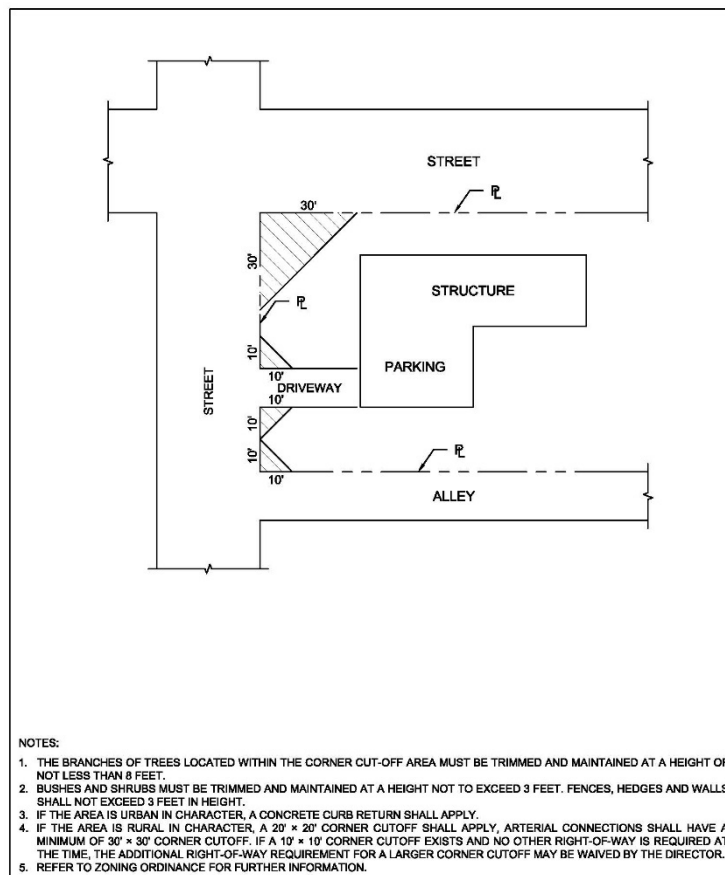 STREET
30'
PL
30'
STRUCTURE
PL
10'
PARKING
10'
DRIVEWAY
STREET
10'
10'
10'
PL
10'
ALLEY
NOTES:
1. THE BRANCHES OF TREES LOCATED WITHIN THE CORNER CUT-OFF AREA MUST BE TRIMMED AND MAINTAINED AT A HEIGHT OF
NOT LESS THAN 8 FEET.
2. BUSHES AND SHRUBS MUST BE TRIMMED AND MAINTAINED AT A HEIGHT NOT TO EXCEED 3 FEET. FENCES, HEDGES AND WALLS
SHALL NOT EXCEED 3 FEET IN HEIGHT.
3. IF THE AREA IS URBAN IN CHARACTER, A CONCRETE CURB RETURN SHALL APPLY.
4. IF THE AREA IS RURAL IN CHARACTER, A 20' × 20' CORNER CUTOFF SHALL APPLY, ARTERIAL CONNECTIONS SHALL HAVE A
MINIMUM OF 30' × 30' CORNER CUTOFF. IF A 10' × 10' CORNER CUTOFF EXISTS AND NO OTHER RIGHT-OF-WAY IS REQUIRED AT
THE TIME, THE ADDITIONAL RIGHT-OF-WAY REQUIREMENT FOR A LARGER CORNER CUTOFF MAY BE WAIVED BY THE DIRECTOR.
5. REFER TO ZONING ORDINANCE FOR FURTHER INFORMATION.